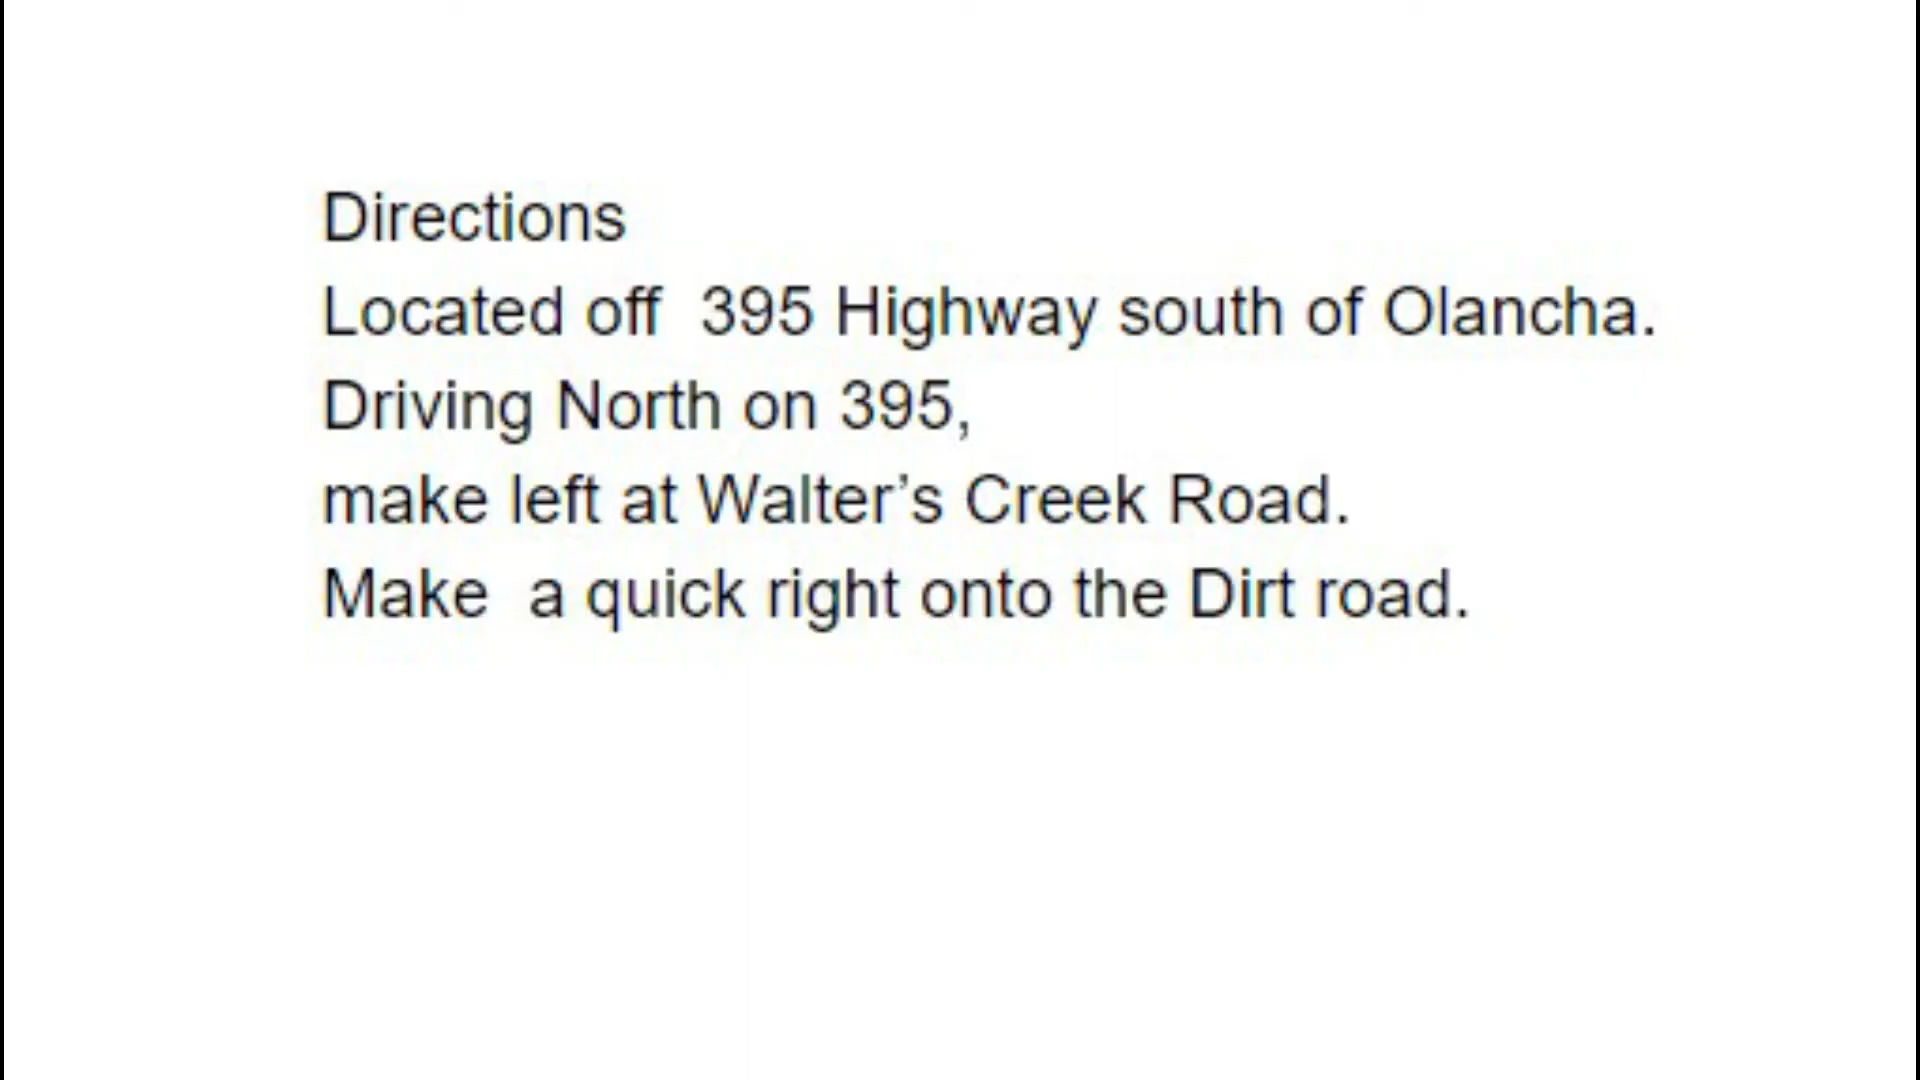 Directions
Located off  395 Highway south of Olancha.
Driving North on 395,
make left at Walter’s Creek Road.
Make  a quick right onto the Dirt road.